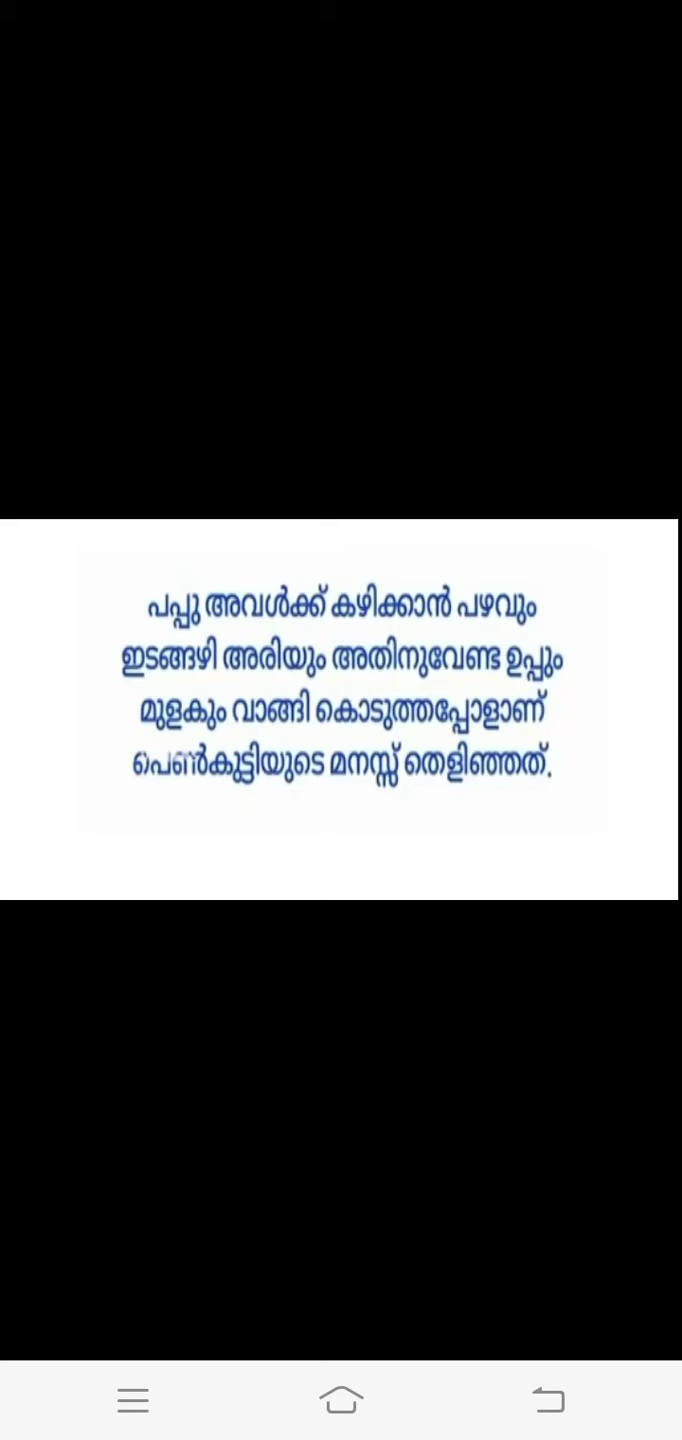 പപ്പു അവൾക്ക് കഴിക്കാൻ പഴവും
ഇടങ്ങഴി അരിയും അതിനുവേണ്ട ഉപ്പും
മുളകും വാങ്ങി കൊടുത്തപ്പോളാണ്
പെൺകുട്ടിയുടെ മനസ്സ് തെളിഞ്ഞത്.